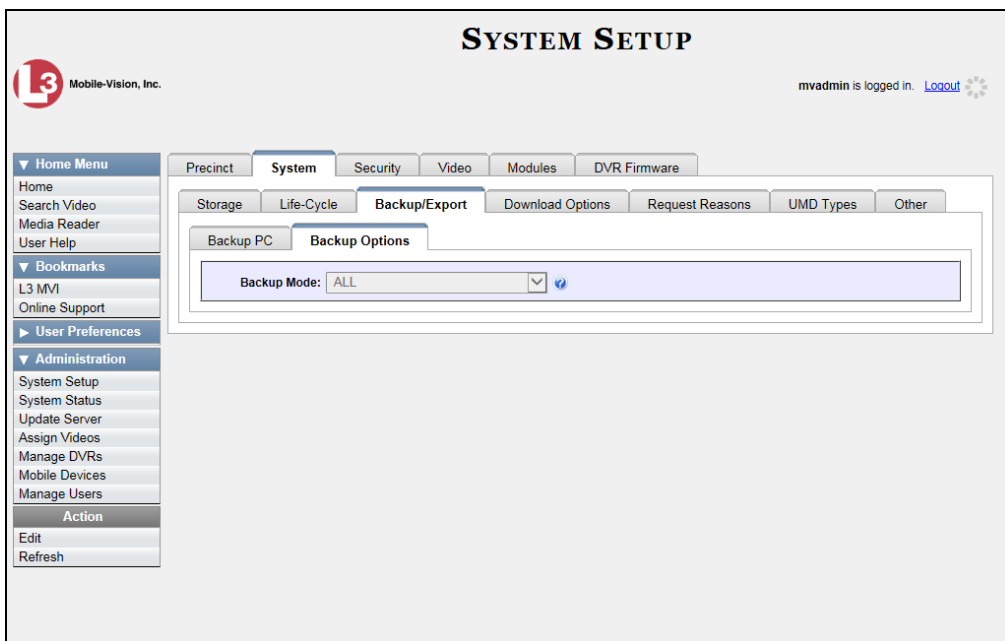 SYSTEM SETUP
L3 Mobile-Vision, Inc.
mvadmin is logged in. Logout
Home Menu
Home
Search Video
Media Reader
User Help
Bookmarks
L3 MVI
Online Support
User Preferences
Administration
System Setup
System Status
Update Server
Assign Videos
Manage DVRs
Mobile Devices
Manage Users
Action
Edit
Refresh
Precinct System Security Video Modules DVR Firmware
Storage Life-Cycle Backup/Export Download Options Request Reasons UMD Types Other
Backup PC Backup Options
Backup Mode: ALL ?